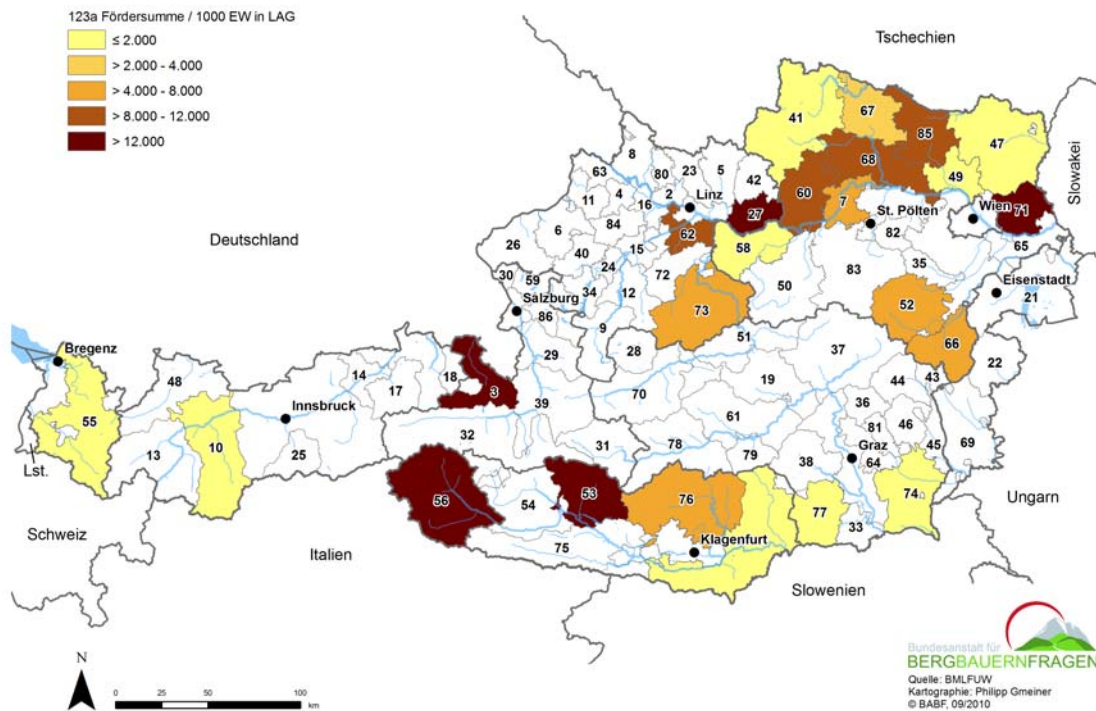 123a Fördersumme / 1000 EW in LAG
≤ 2.000
> 2.000 - 4.000
> 4.000 - 8.000
> 8.000 - 12.000
> 12.000
Tschechien
Slowakei
Deutschland
Schweiz
Italien
Slowenien
Ungarn
Linz
St. Pölten
Wien
Eisenstadt
Salzburg
Bregenz
Innsbruck
Graz
Klagenfurt
Lst.
41
67
85
47
8
63
80
23
5
42
68
49
11
4
16
2
27
60
7
71
6
84
62
82
26
40
15
58
65
30
59
24
72
50
83
35
34
12
73
52
21
86
9
51
66
29
28
37
22
48
14
18
3
19
44
43
17
39
70
36
55
61
81
46
13
10
25
32
31
78
79
38
64
45
69
56
54
53
76
77
74
33
75
N
0 25 50 100
km
Bundesanstalt für
BERGBAUERNFRAGEN
Quelle: BMLFUW
Kartographie: Philipp Gmeiner
© BABF, 09/2010